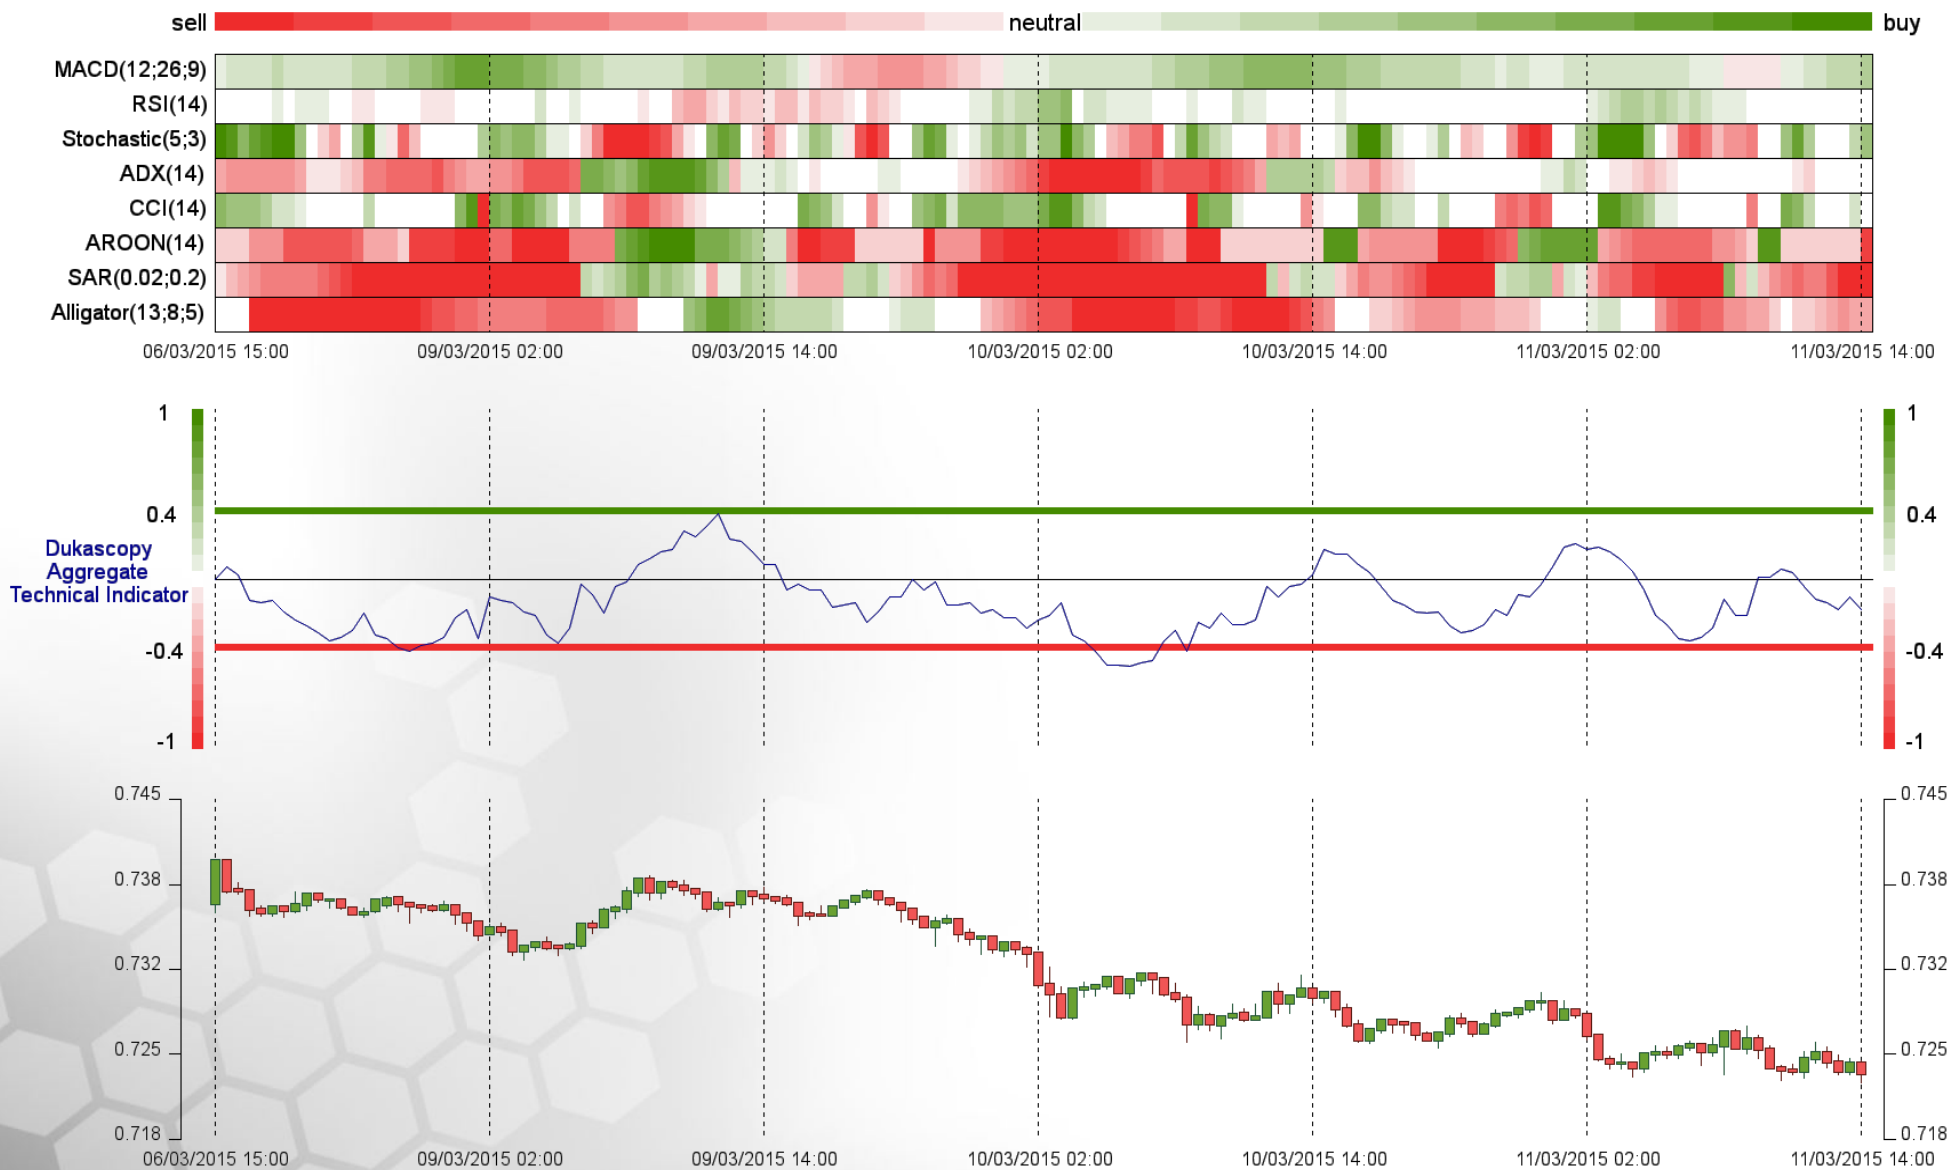 sell neutral buy
MACD(12;26;9)
RSI(14)
Stochastic(5;3)
ADX(14)
CCI(14)
AROON(14)
SAR(0.02;0.2)
Alligator(13;8;5)
06/03/2015 15:00 09/03/2015 02:00 09/03/2015 14:00 10/03/2015 02:00 10/03/2015 14:00 11/03/2015 02:00 11/03/2015 14:00
1 1
0.4 0.4
Dukascopy
Aggregate
Technical Indicator
-0.4 -0.4
-1 -1
0.745 0.745
0.738 0.738
0.732 0.732
0.725 0.725
0.718 0.718
06/03/2015 15:00 09/03/2015 02:00 09/03/2015 14:00 10/03/2015 02:00 10/03/2015 14:00 11/03/2015 02:00 11/03/2015 14:00